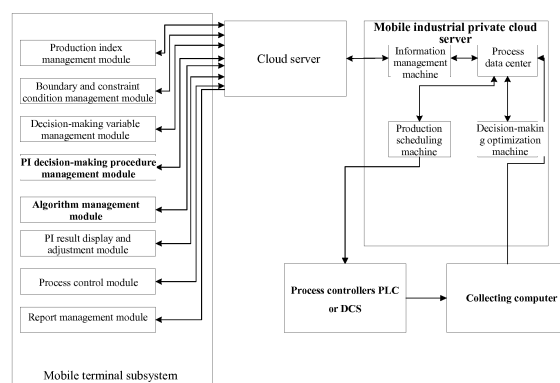 Production index
management module
Boundary and constraint
condition management module
Decision-making variable
management module
PI decision-making procedure
management module
Algorithm management
module
PI result display and
adjustment module
Process control module
Report management module
Mobile terminal subsystem
Cloud server
Mobile industrial private cloud
server
Information
management
machine
Process
data center
Production
scheduling
machine
Decision-makin
g optimization
machine
Process controllers PLC
or DCS
Collecting computer